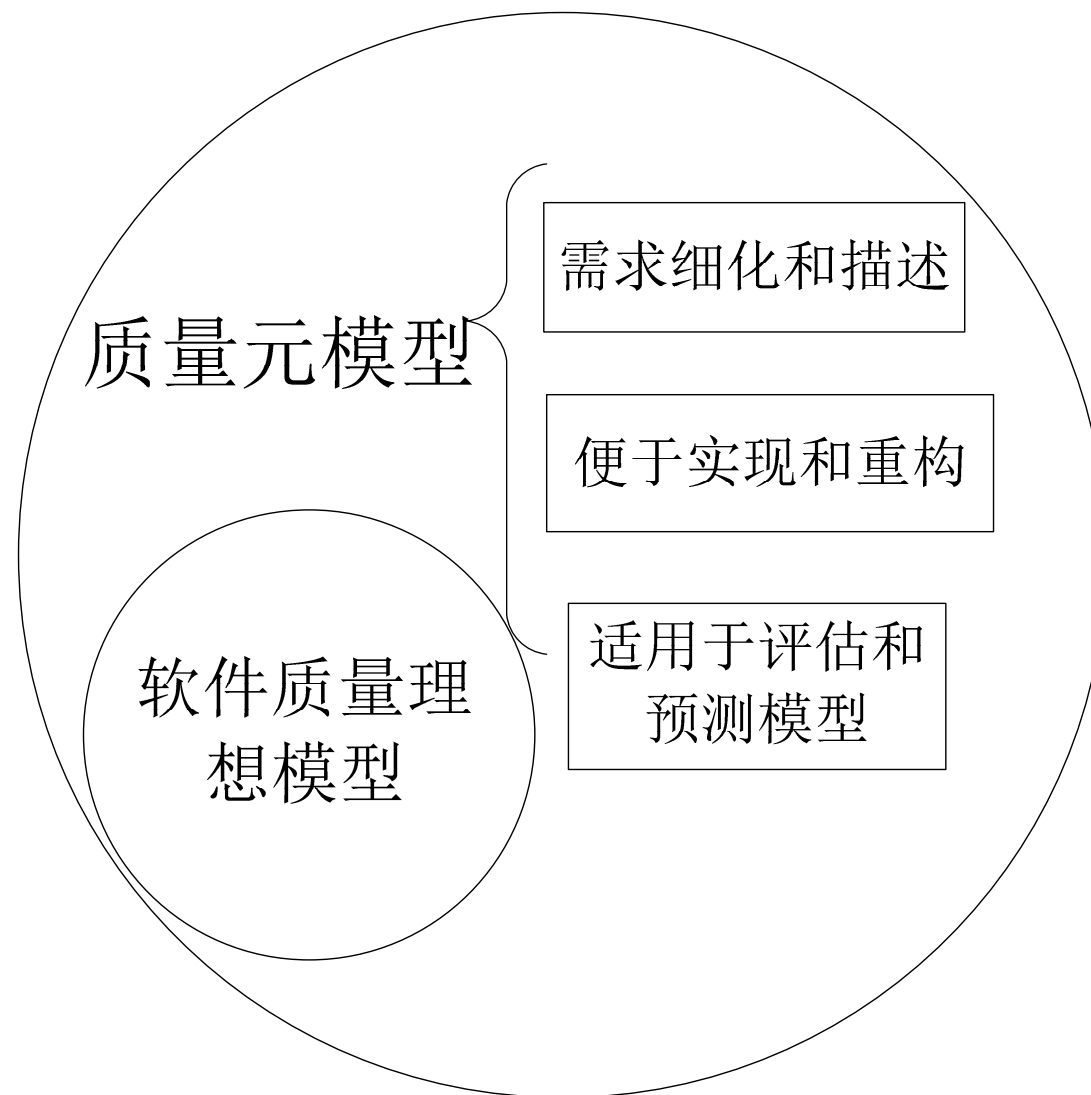 质量元模型
需求细化和描述
便于实现和重构
适用于评估和
预测模型
软件质量理
想模型